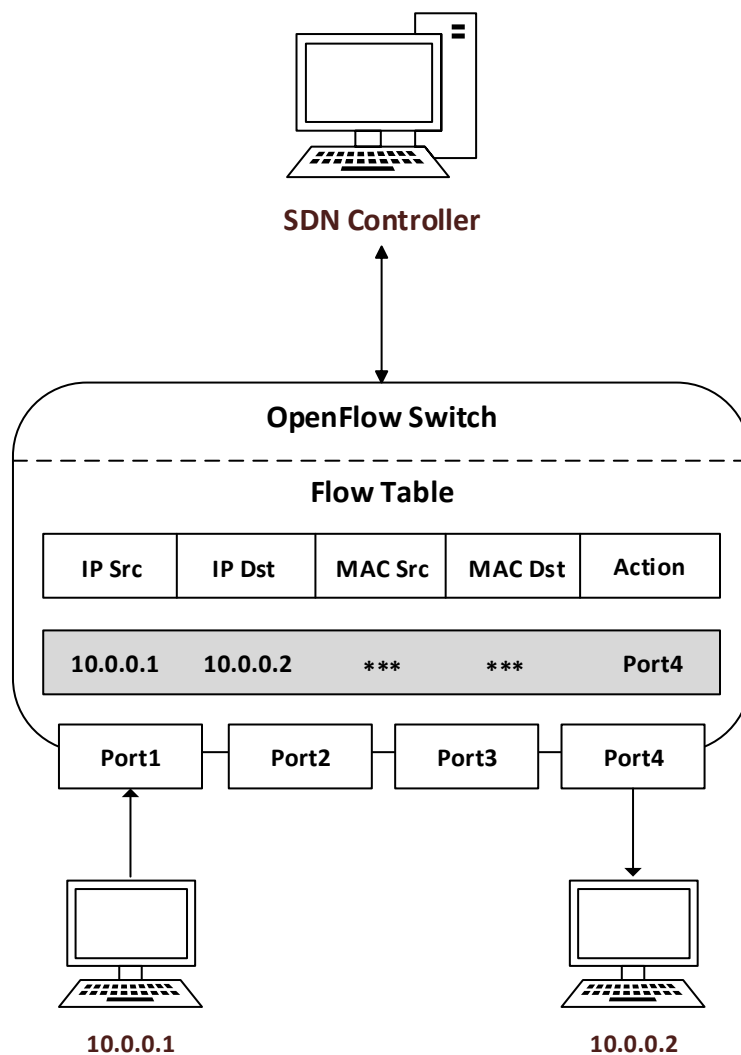 SDN Controller
OpenFlow Switch
Flow Table
IP Src IP Dst MAC Src MAC Dst Action
10.0.0.1 10.0.0.2 *** *** Port4
Port1 Port2 Port3 Port4
10.0.0.1 10.0.0.2